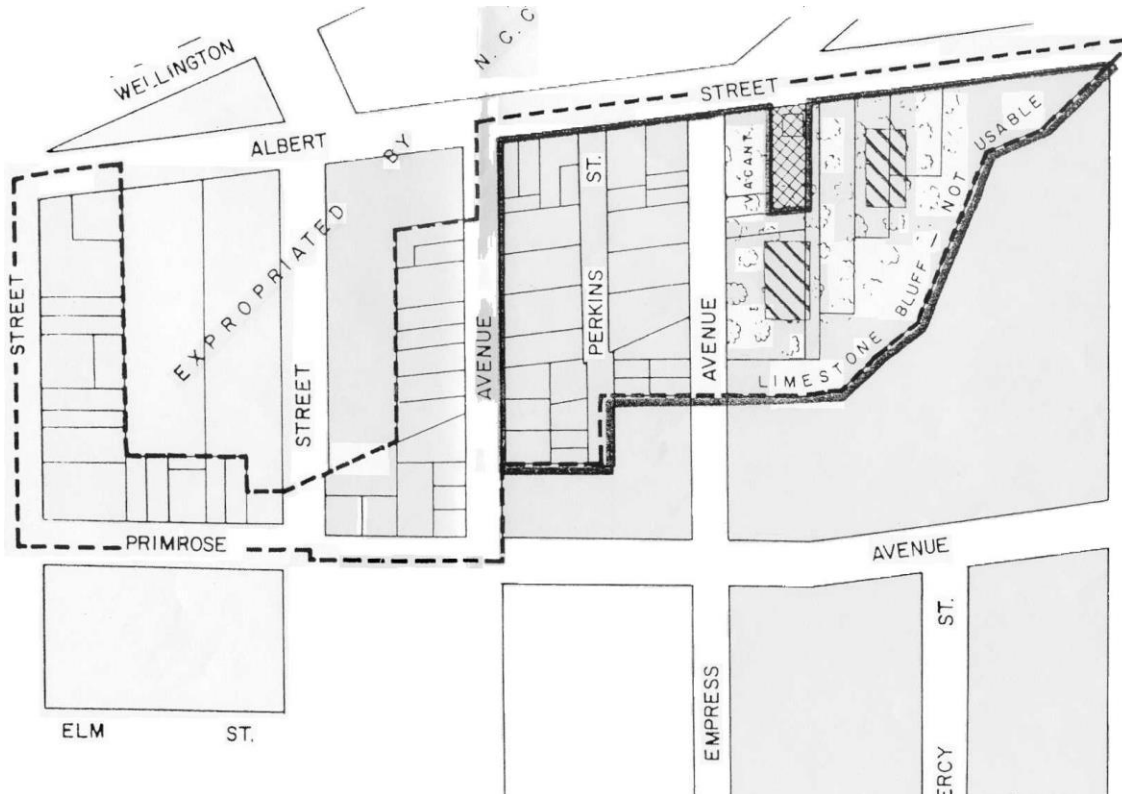 WELLINGTON
N. C. C
STREET
ALBERT
BY
EXPROPRIATED
VACANT
ST.
USABLE
NOT
BLUFF —
LIMESTONE
STREET
PERKINS
AVENUE
AVENUE
STREET
PRIMROSE
AVENUE
ST.
EMPRESS
ELM ST.
ERCY